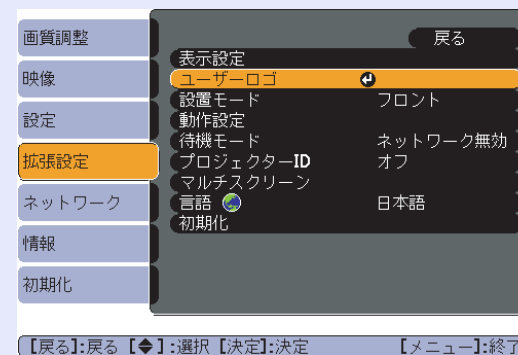 画質調整
映像
設定
拡張設定
ネットワーク
情報
初期化
戻る
表示設定
ユーザーロゴ
設置モード フロント
動作設定
待機モード ネットワーク無効
プロジェクターID オフ
マルチスクリーン
言語 日本語
初期化
【戻る】:戻る 【◆】:選択 【決定】:決定 【メニュー】:終了